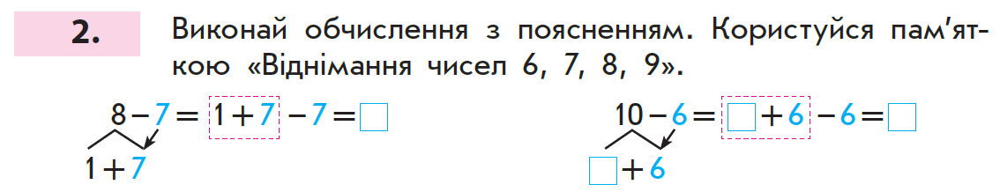 2. Виконай обчислення з поясненням. Користуйся пам’ят-
кою «Віднімання чисел 6, 7, 8, 9».
8 – 7 = 1 + 7 – 7 = □ 10 – 6 = □ + 6 – 6 = □
1 + 7 □ + 6